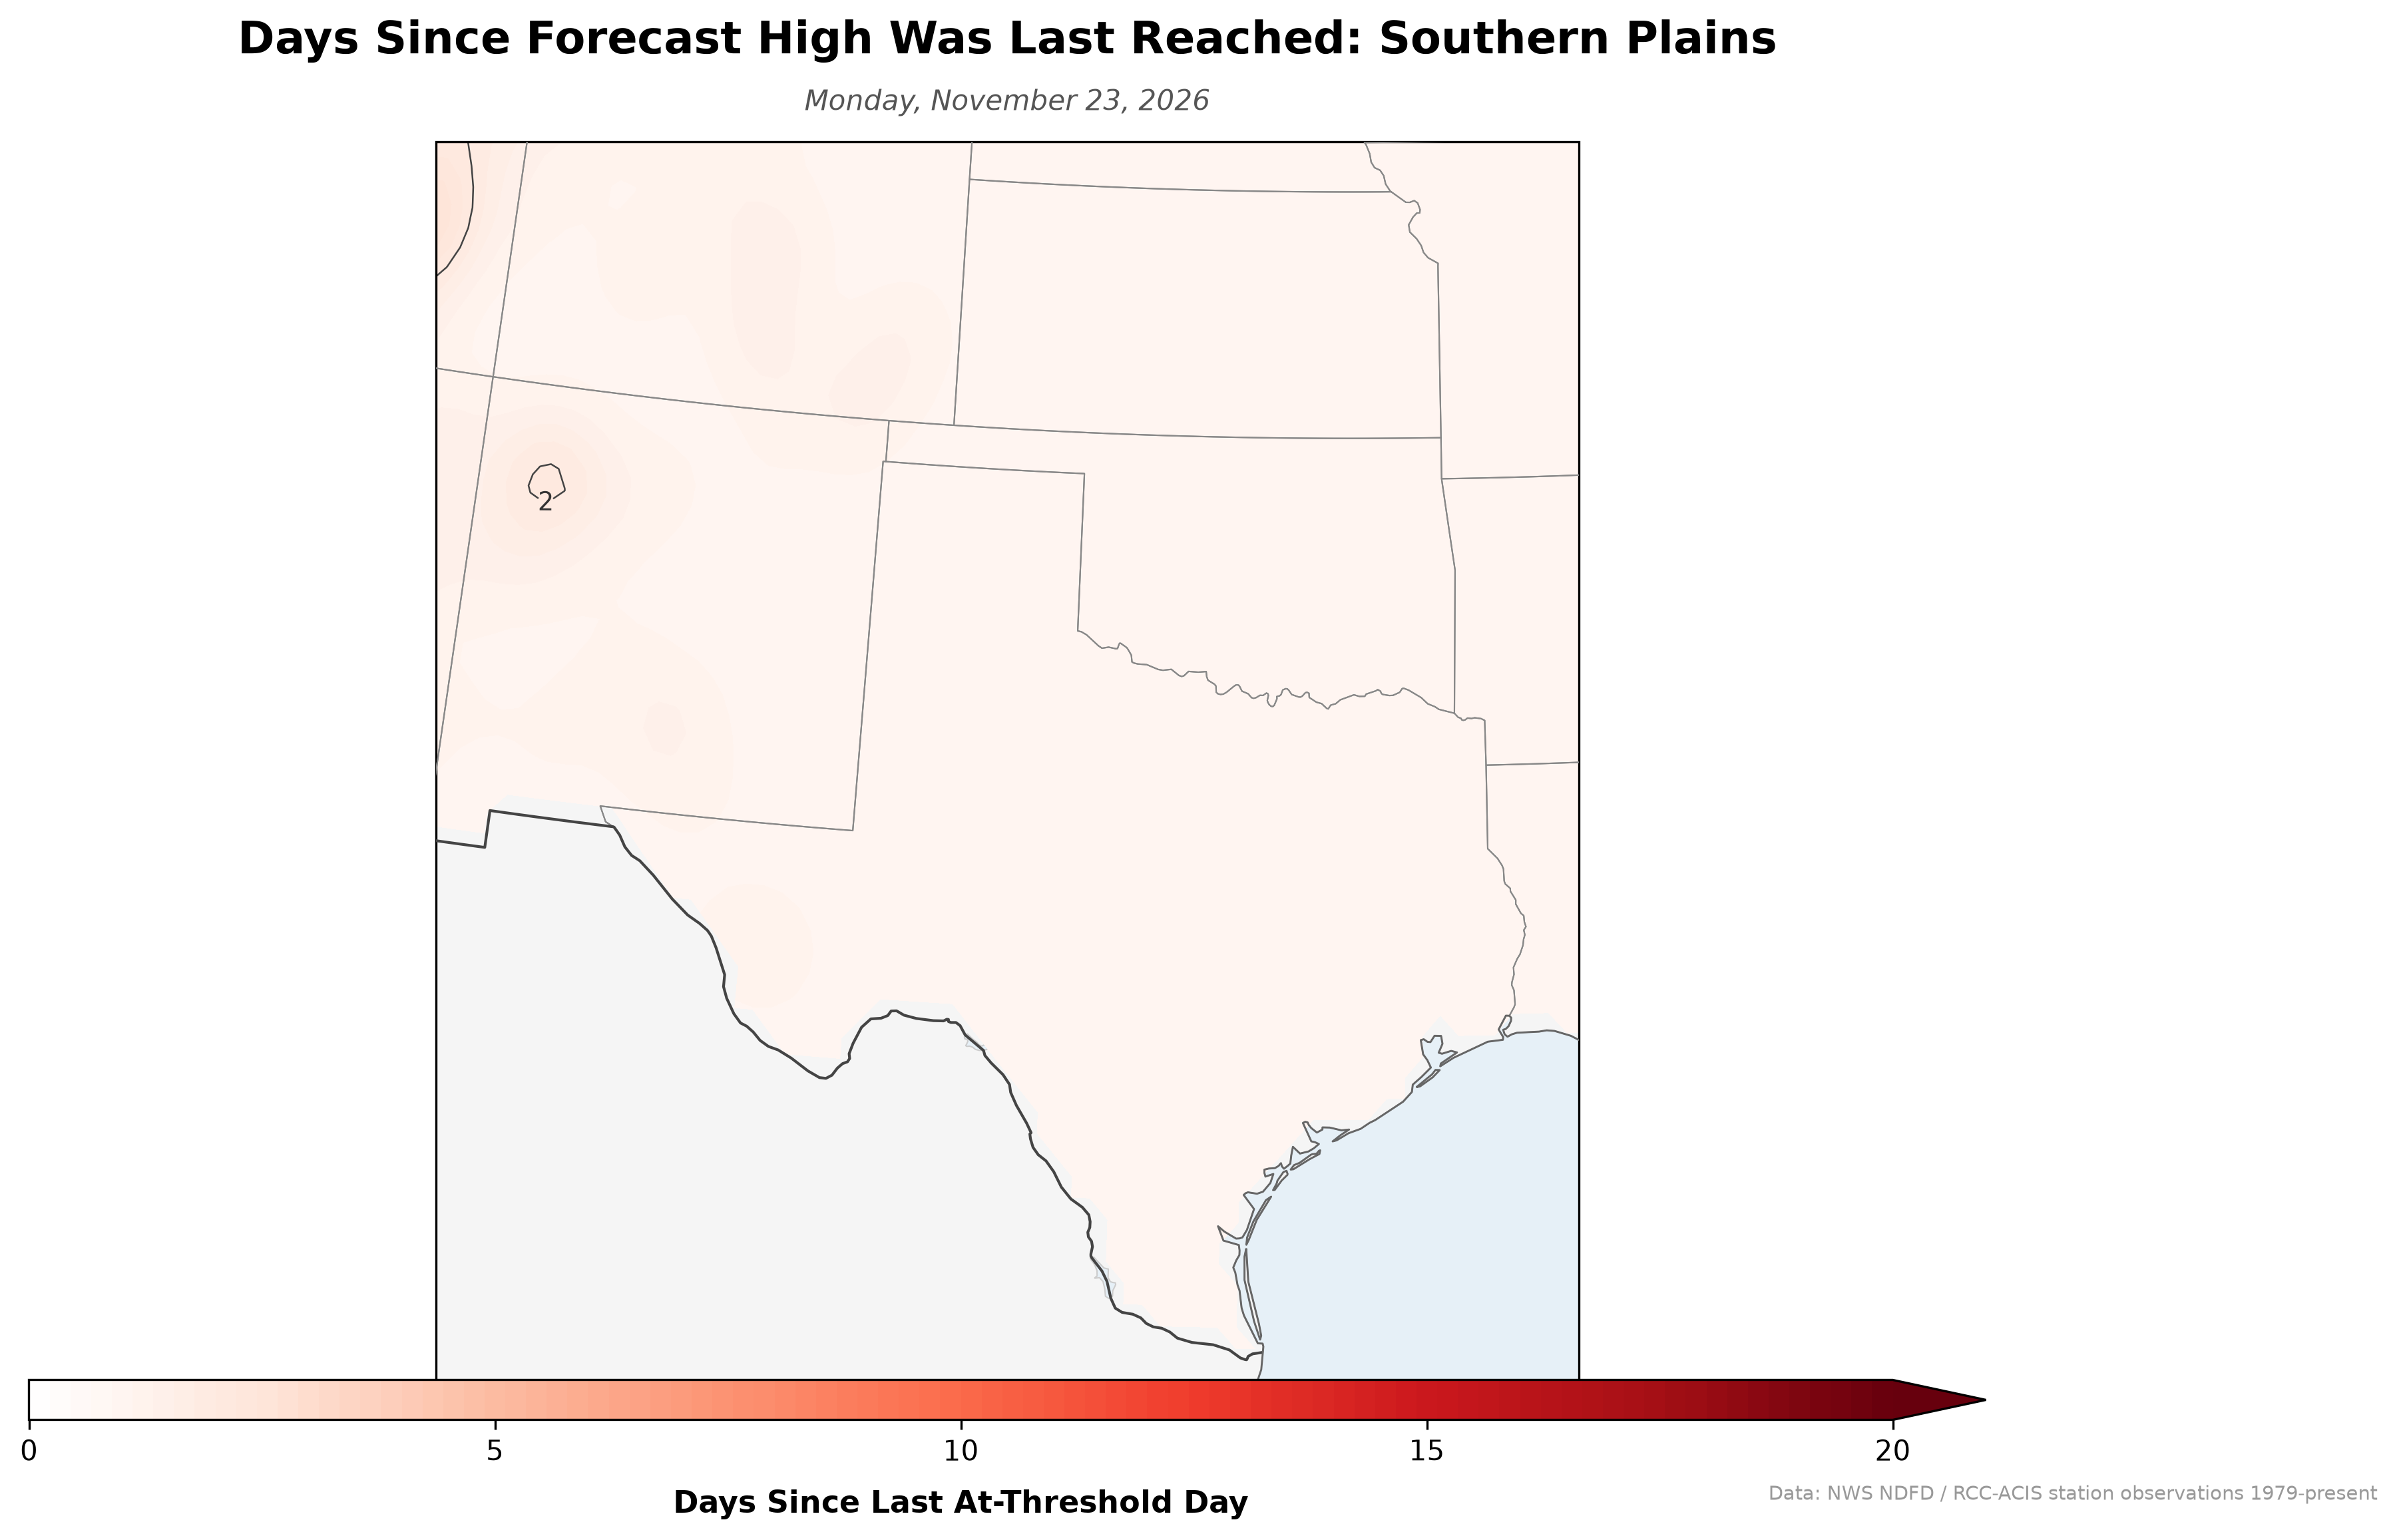 Days Since Forecast High Was Last Reached: Southern Plains
Monday, November 23, 2026
2
0 5 10 15 20
Days Since Last At-Threshold Day
Data: NWS NDFD / RCC-ACIS station observations 1979-present